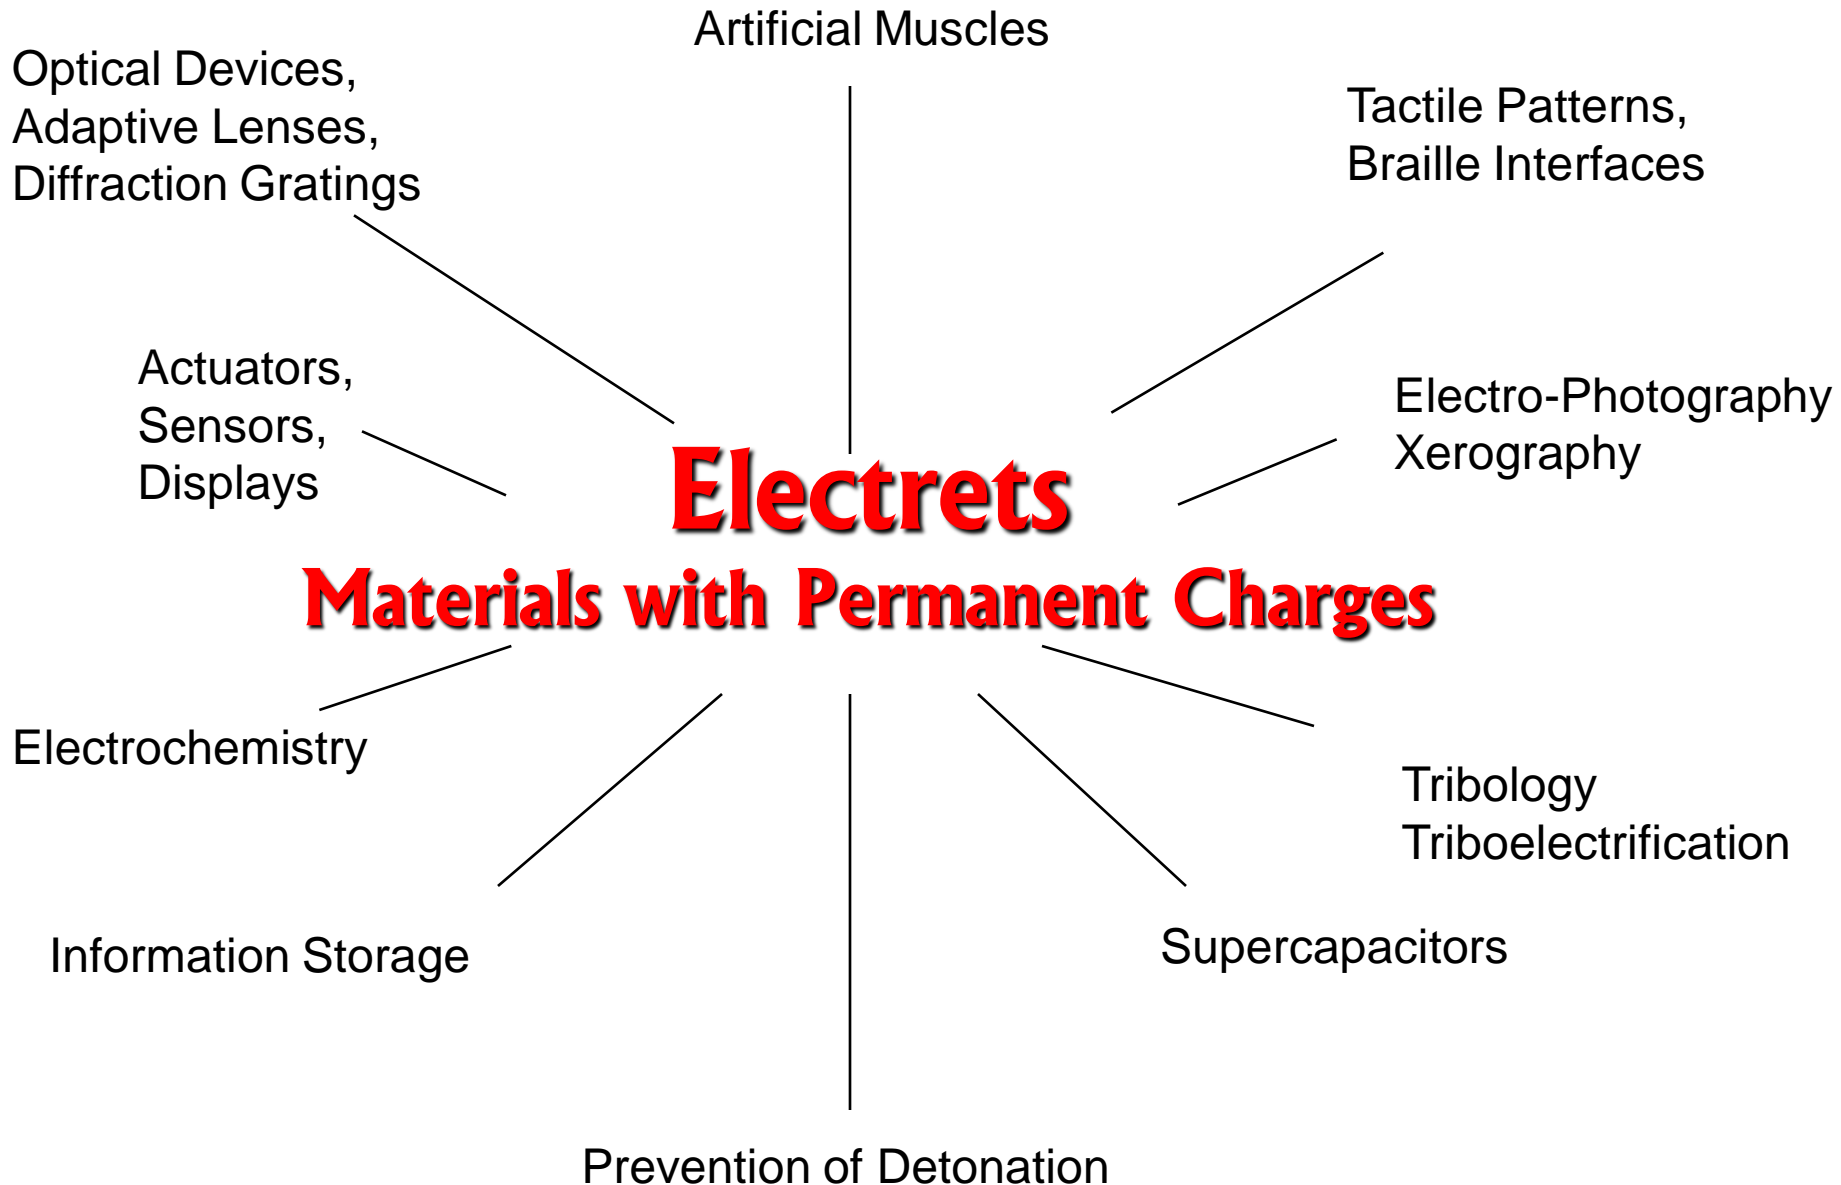 Artificial Muscles
Optical Devices,
Adaptive Lenses,
Diffraction Gratings
Tactile Patterns,
Braille Interfaces
Actuators,
Sensors,
Displays
Electro-Photography
Xerography
Electrets
Materials with Permanent Charges
Electrochemistry
Tribology
Triboelectrification
Information Storage
Supercapacitors
Prevention of Detonation